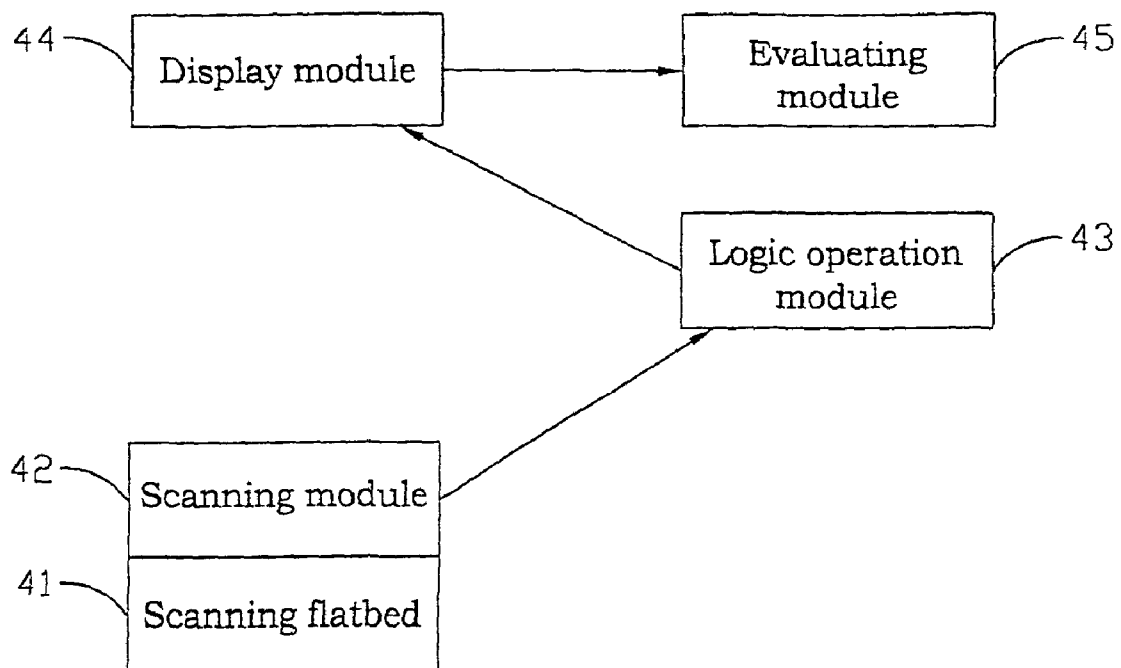 44
Display module
Evaluating
module
45
Logic operation
module
43
42
Scanning module
41
Scanning flatbed